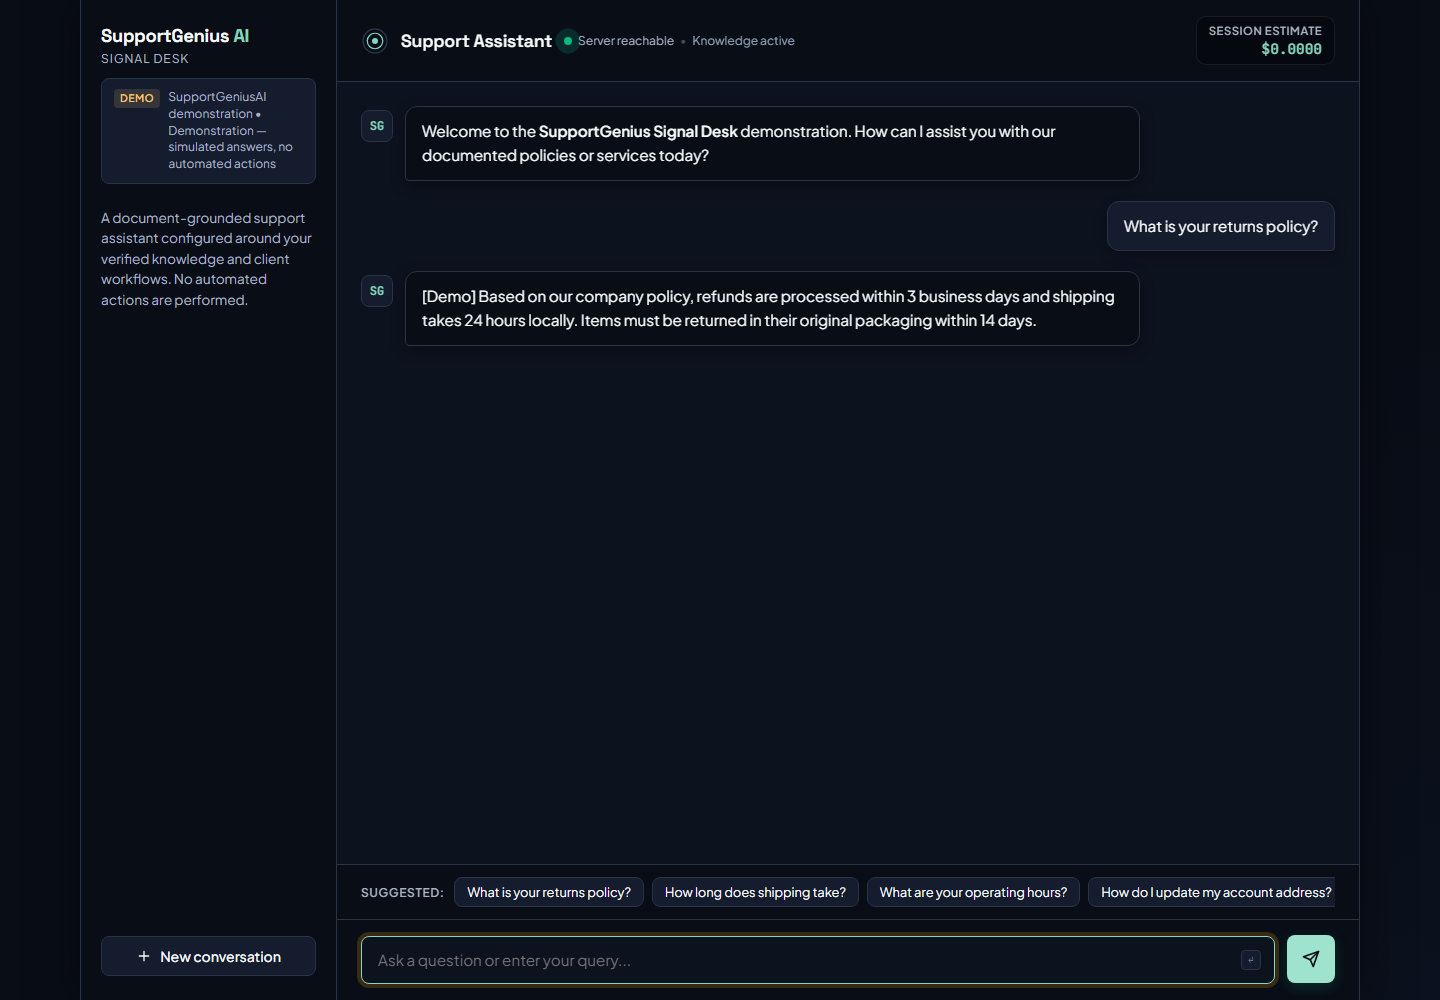 SupportGenius AI
SIGNAL DESK
DEMO
SupportGeniusAI
demonstration •
Demonstration —
simulated answers, no
automated actions
A document-grounded support
assistant configured around your
verified knowledge and client
workflows. No automated
actions are performed.
+ New conversation
Support Assistant
Server reachable • Knowledge active
SESSION ESTIMATE
$0.0000
SG
Welcome to the SupportGenius Signal Desk demonstration. How can I assist you with our
documented policies or services today?
What is your returns policy?
SG
[Demo] Based on our company policy, refunds are processed within 3 business days and shipping
takes 24 hours locally. Items must be returned in their original packaging within 14 days.
SUGGESTED:
What is your returns policy?
How long does shipping take?
What are your operating hours?
How do I update my account address?
Ask a question or enter your query...
↵